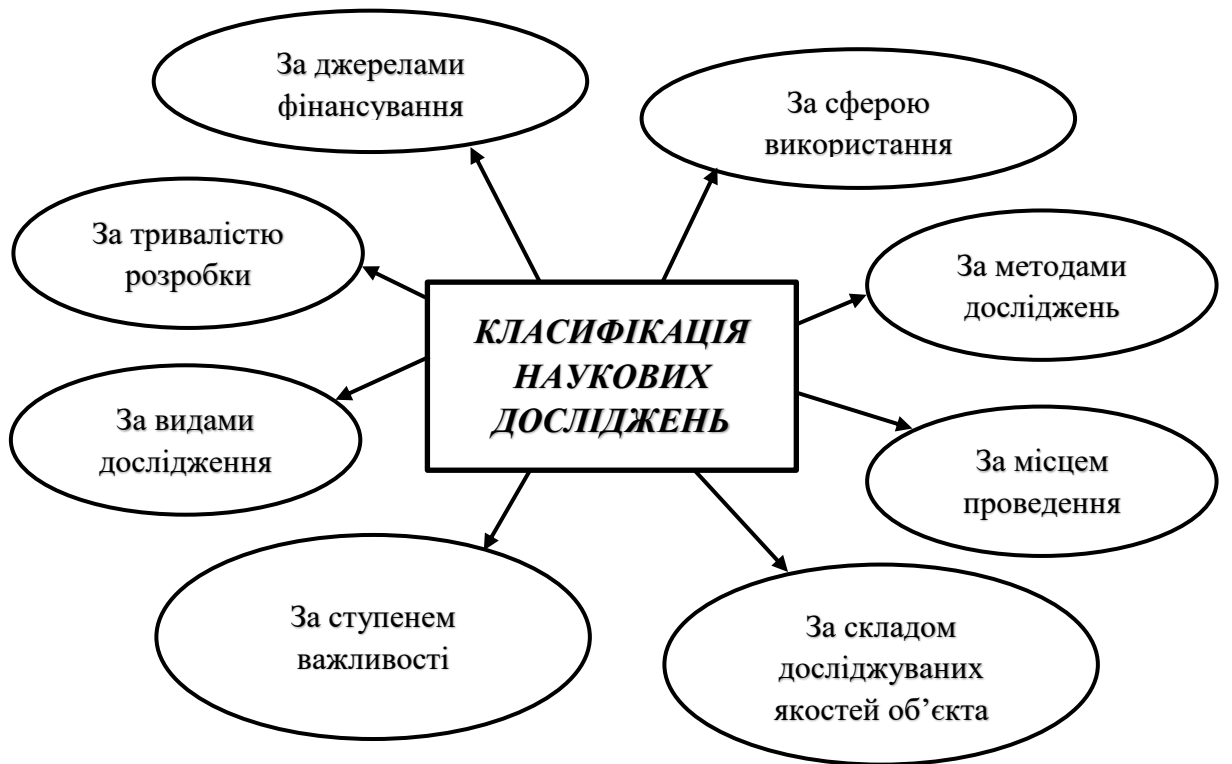 За джерелами
фінансування
За сферою
використання
За тривалістю
розробки
За методами
досліджень
КЛАСИФІКАЦІЯ
НАУКОВИХ
ДОСЛІДЖЕНЬ
За видами
дослідження
За місцем
проведення
За ступенем
важливості
За складом
досліджуваних
якостей об’єкта